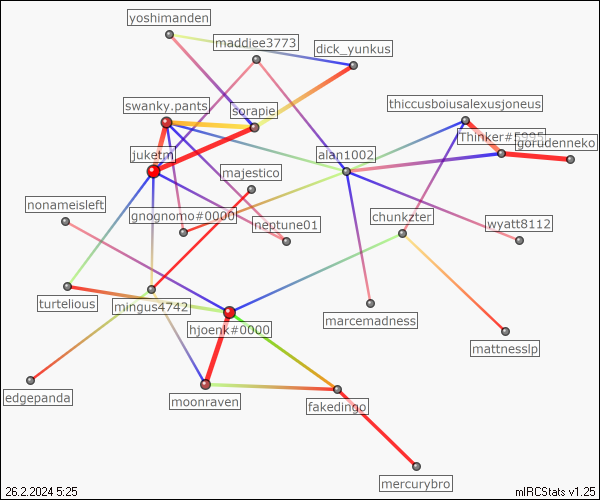 yoshimanden
maddiee3773
dick_yunkus
swanky.pants
sorapie
thiccusboiusalexusjoneus
Thinker#5995
gorudenneko
juketm
alan1002
majestico
nonameisleft
gnognomo#0000
neptune01
chunkzter
wyatt8112
turtelious
mingus4742
hjoenk#0000
marcemadness
mattnesslp
edgepanda
moonraven
fakedingo
mercurybro
26.2.2024 5:25
mIRCStats v1.25